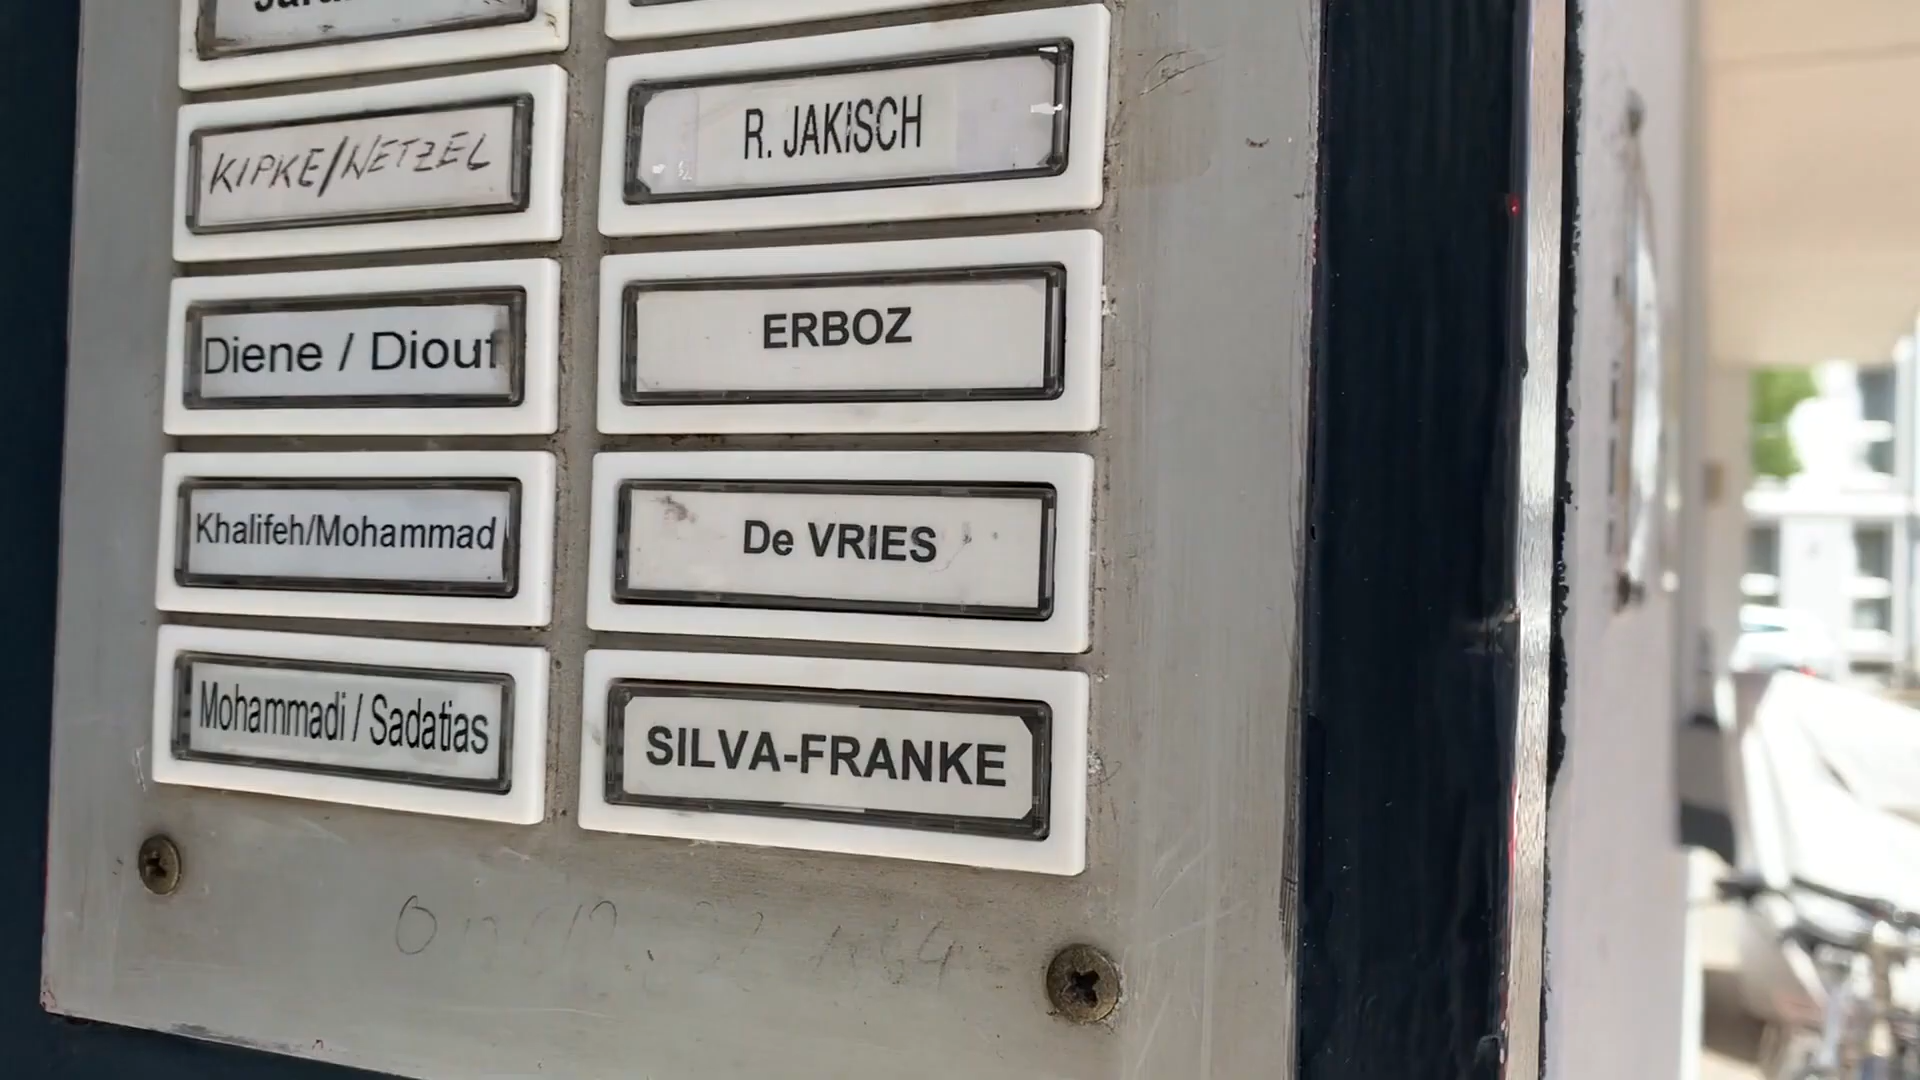 KIPKE/WETZEL
R. JAKISCH
Diene / Diouf
ERBOZ
Khalifeh/Mohammad
De VRIES
Mohammadi / Sadatias
SILVA-FRANKE